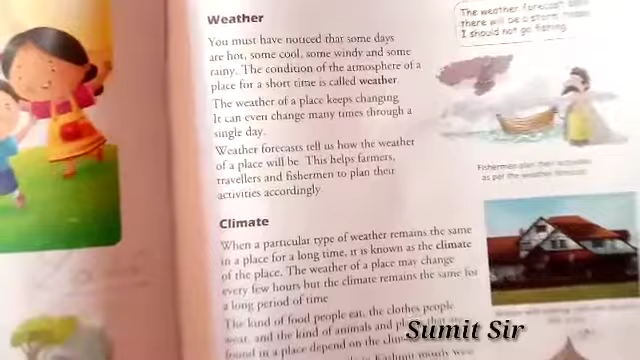 Weather
You must have noticed that some days
are hot, some cool, some windy and some
rainy. The condition of the atmosphere of a
place for a short time is called weather.
The weather of a place keeps changing.
It can even change many times through a
single day.
Weather forecasts tell us how the weather
of a place will be. This helps farmers,
travellers and fishermen to plan their
activities accordingly.
The weather forecast
there will be a storm
I should not go fishing.
Fishermen plan their activities
as per the weather forecast.
Climate
When a particular type of weather remains the same
in a place for a long time, it is known as the climate
of the place. The weather of a place may change
every few hours but the climate remains the same for
a long period of time
The kind of food people eat, the clothes people
wear, and the kind of animals and
found in a place depend on the
Sumit Sir